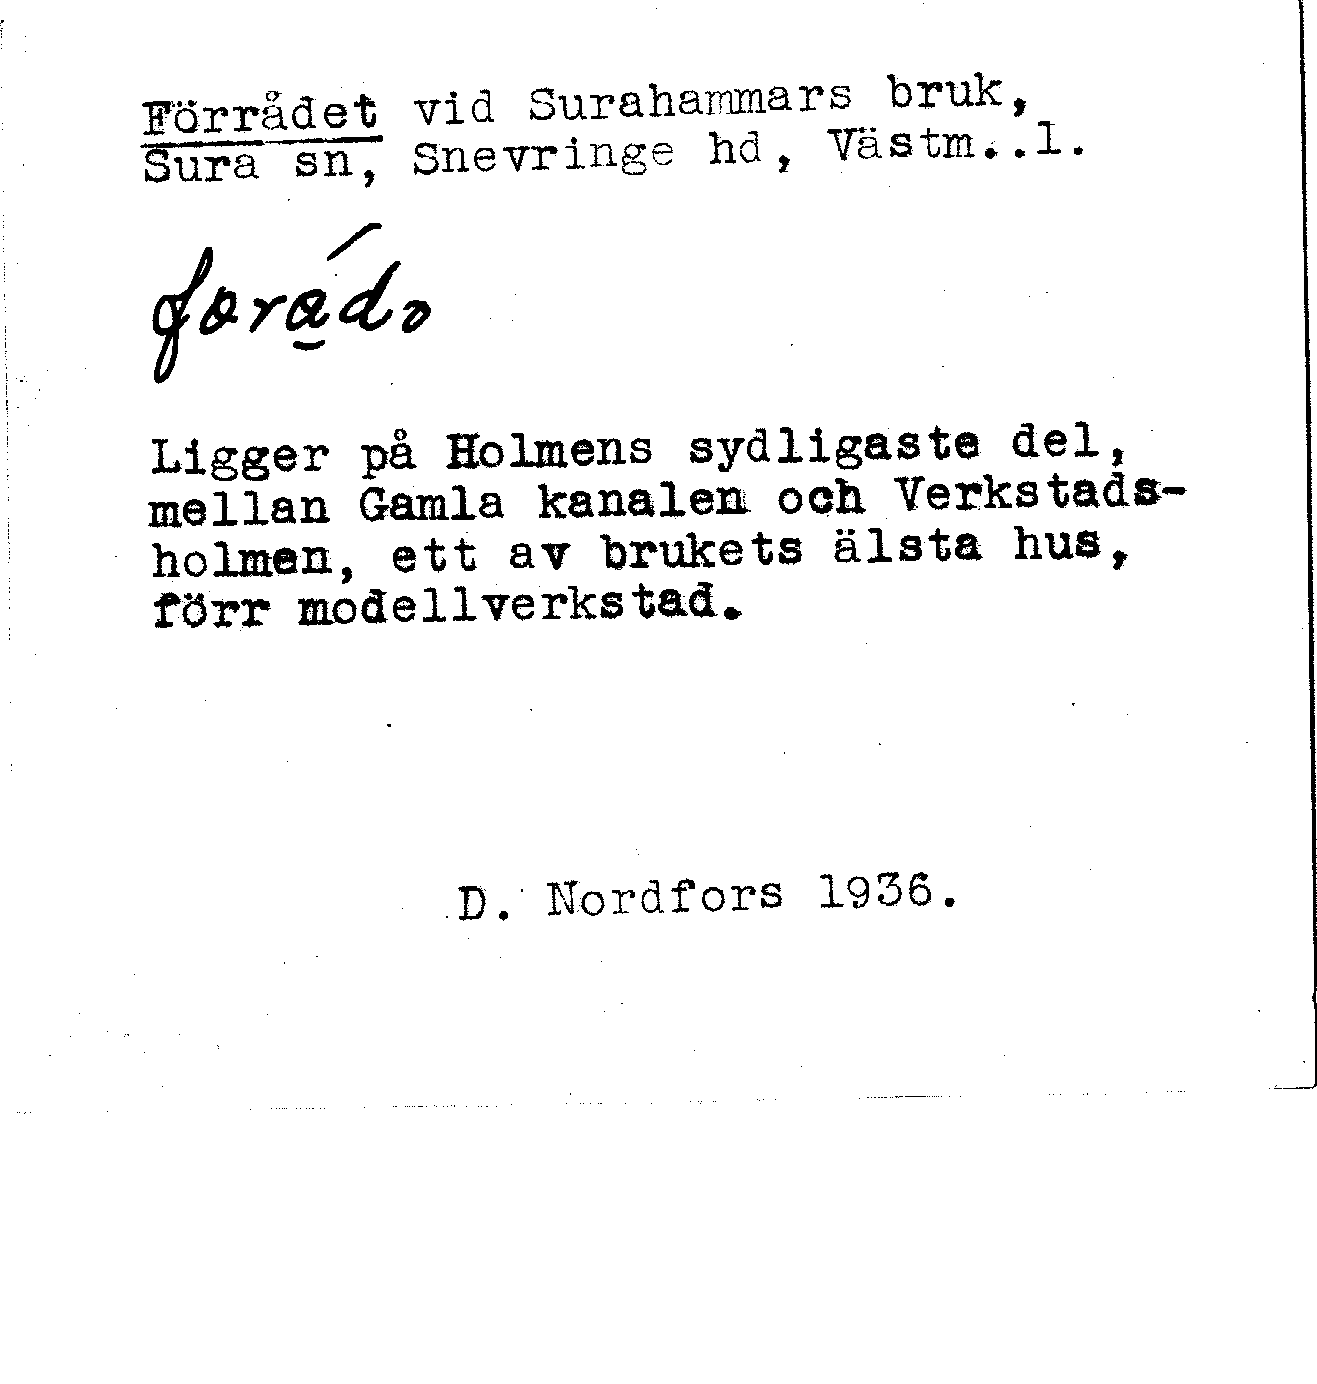 Förrådet vid Surahammars bruk,
Sura sn, Snevringe hd, Västm..l.
Ligger på Holmens sydligaste del,
mellan Gamla kanalen och Verkstads-
holmen, ett av brukets älsta hus,
förr modellverkstad.
D. Nordfors 1936.